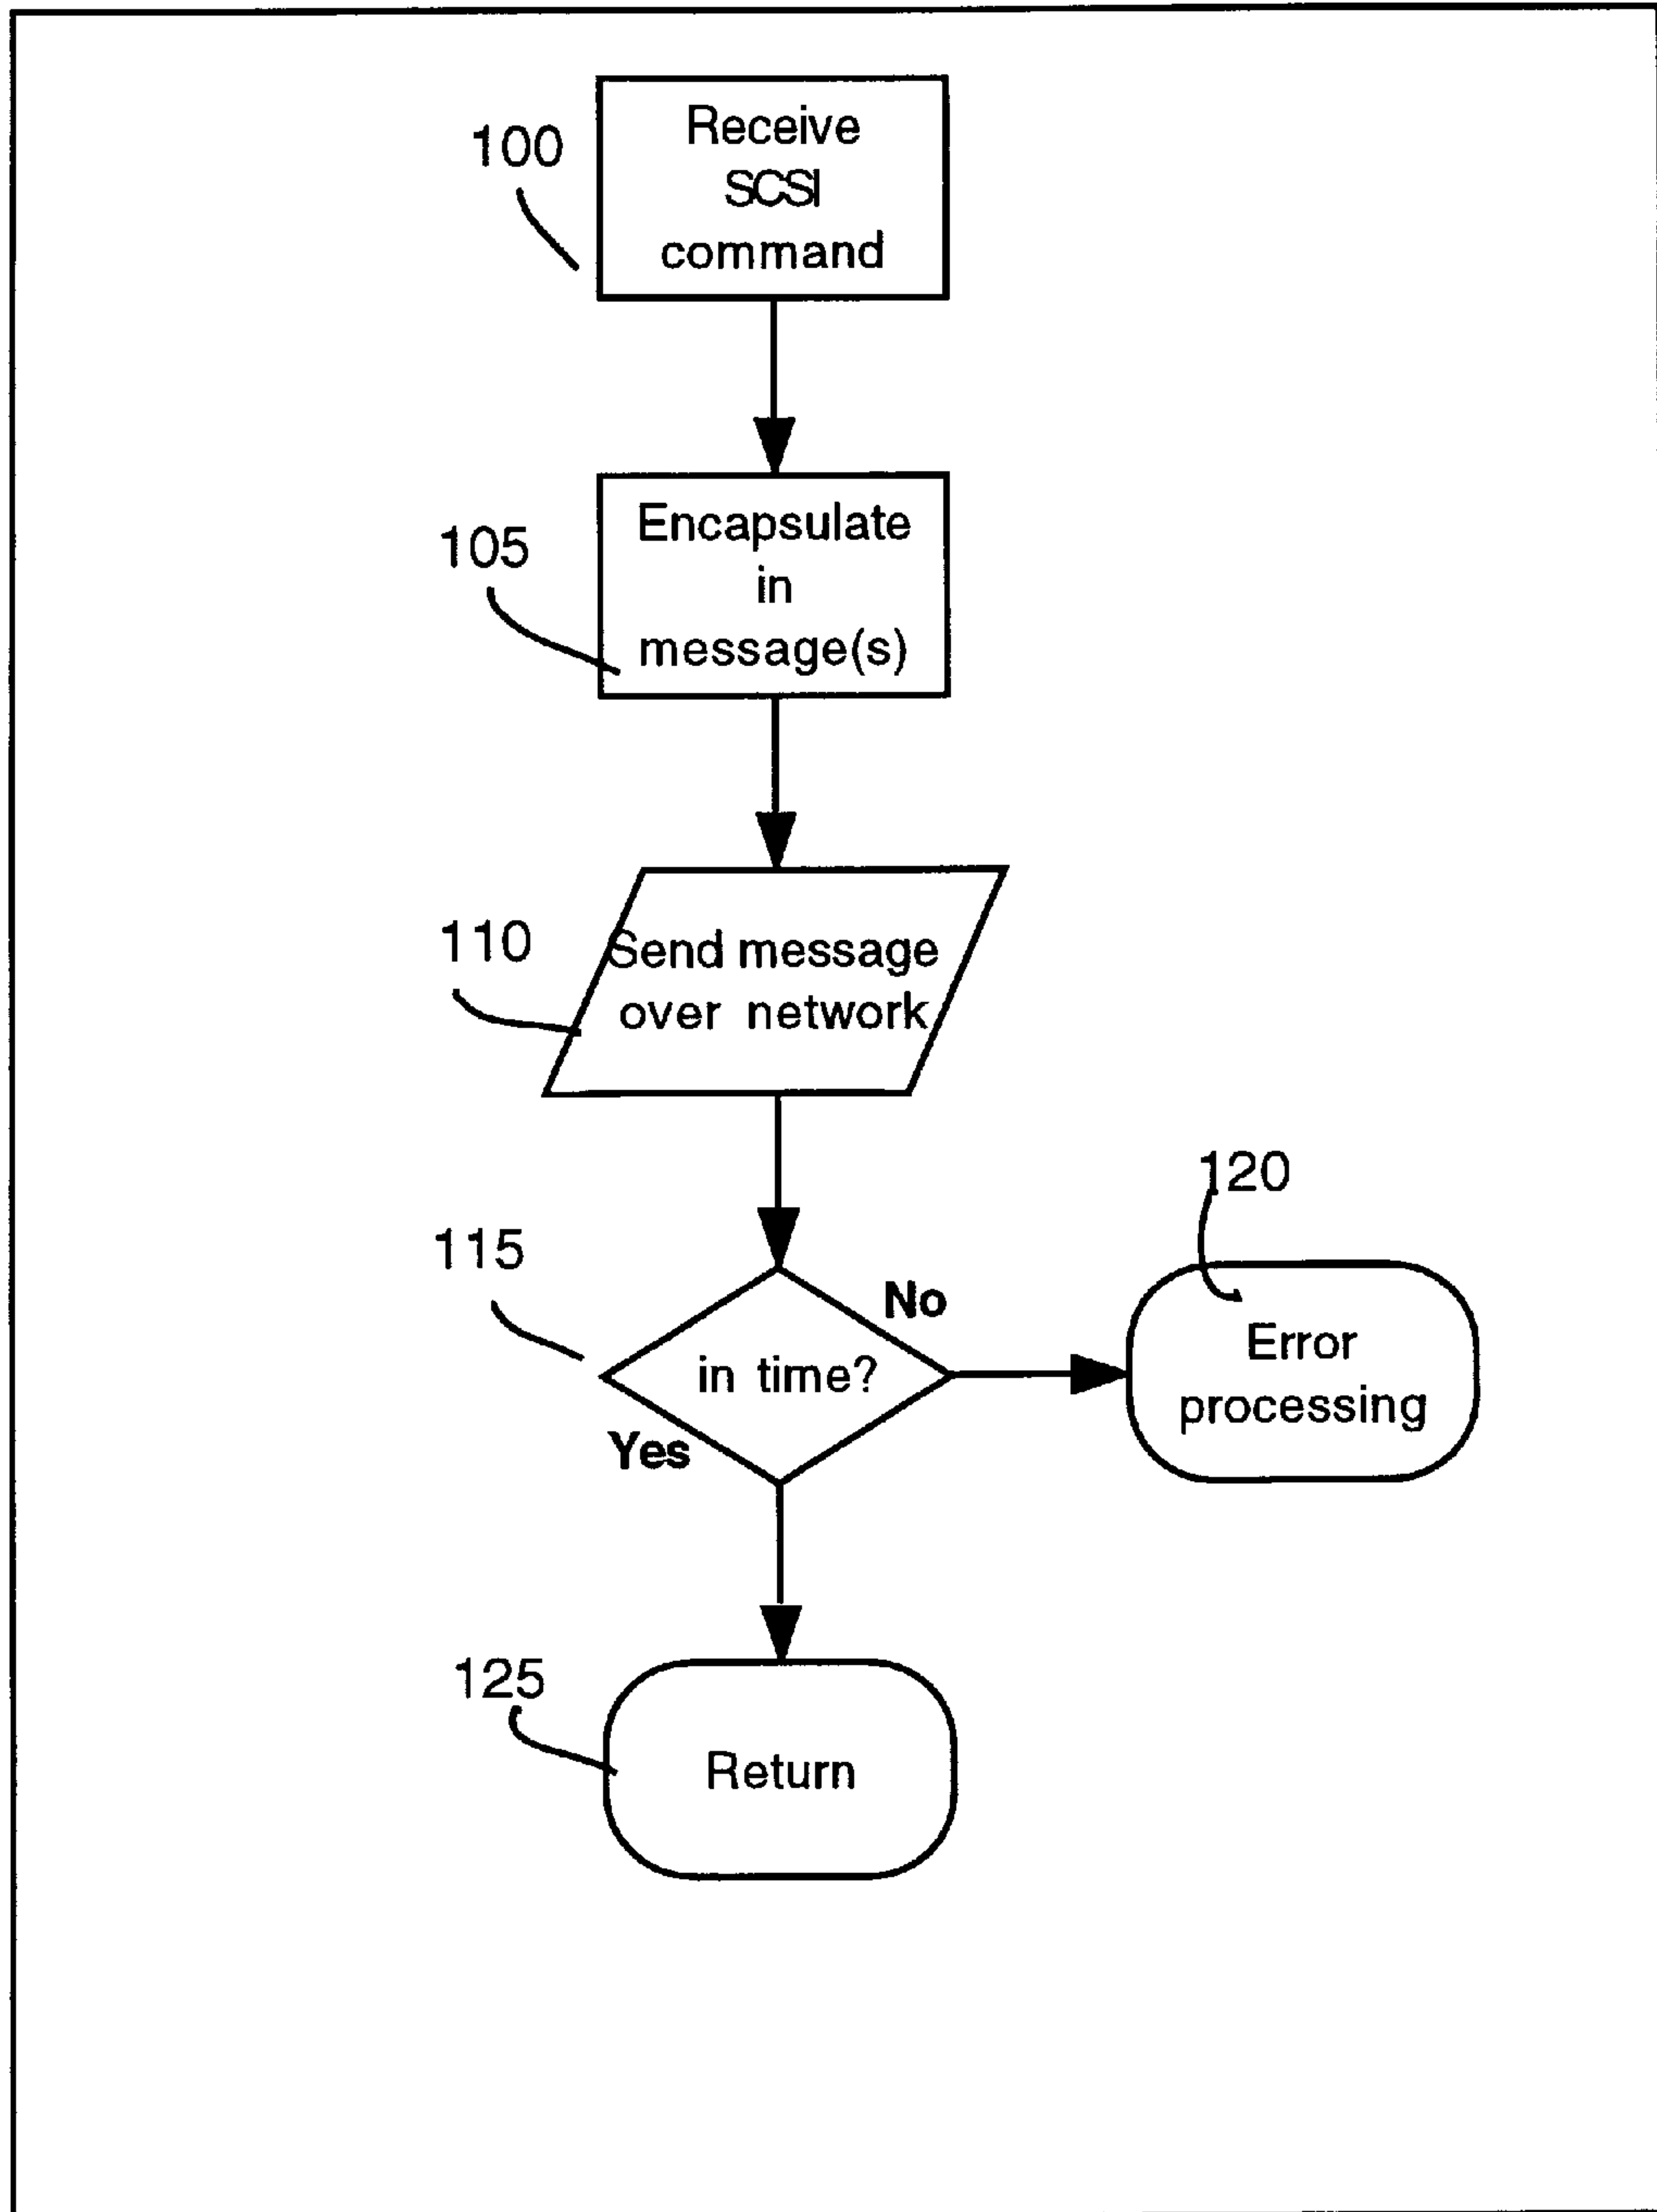 100
Receive
SCSI
command
105
Encapsulate
in
message(s)
110
Send message
over network
115
in time?
No
Yes
120
Error
processing
125
Return